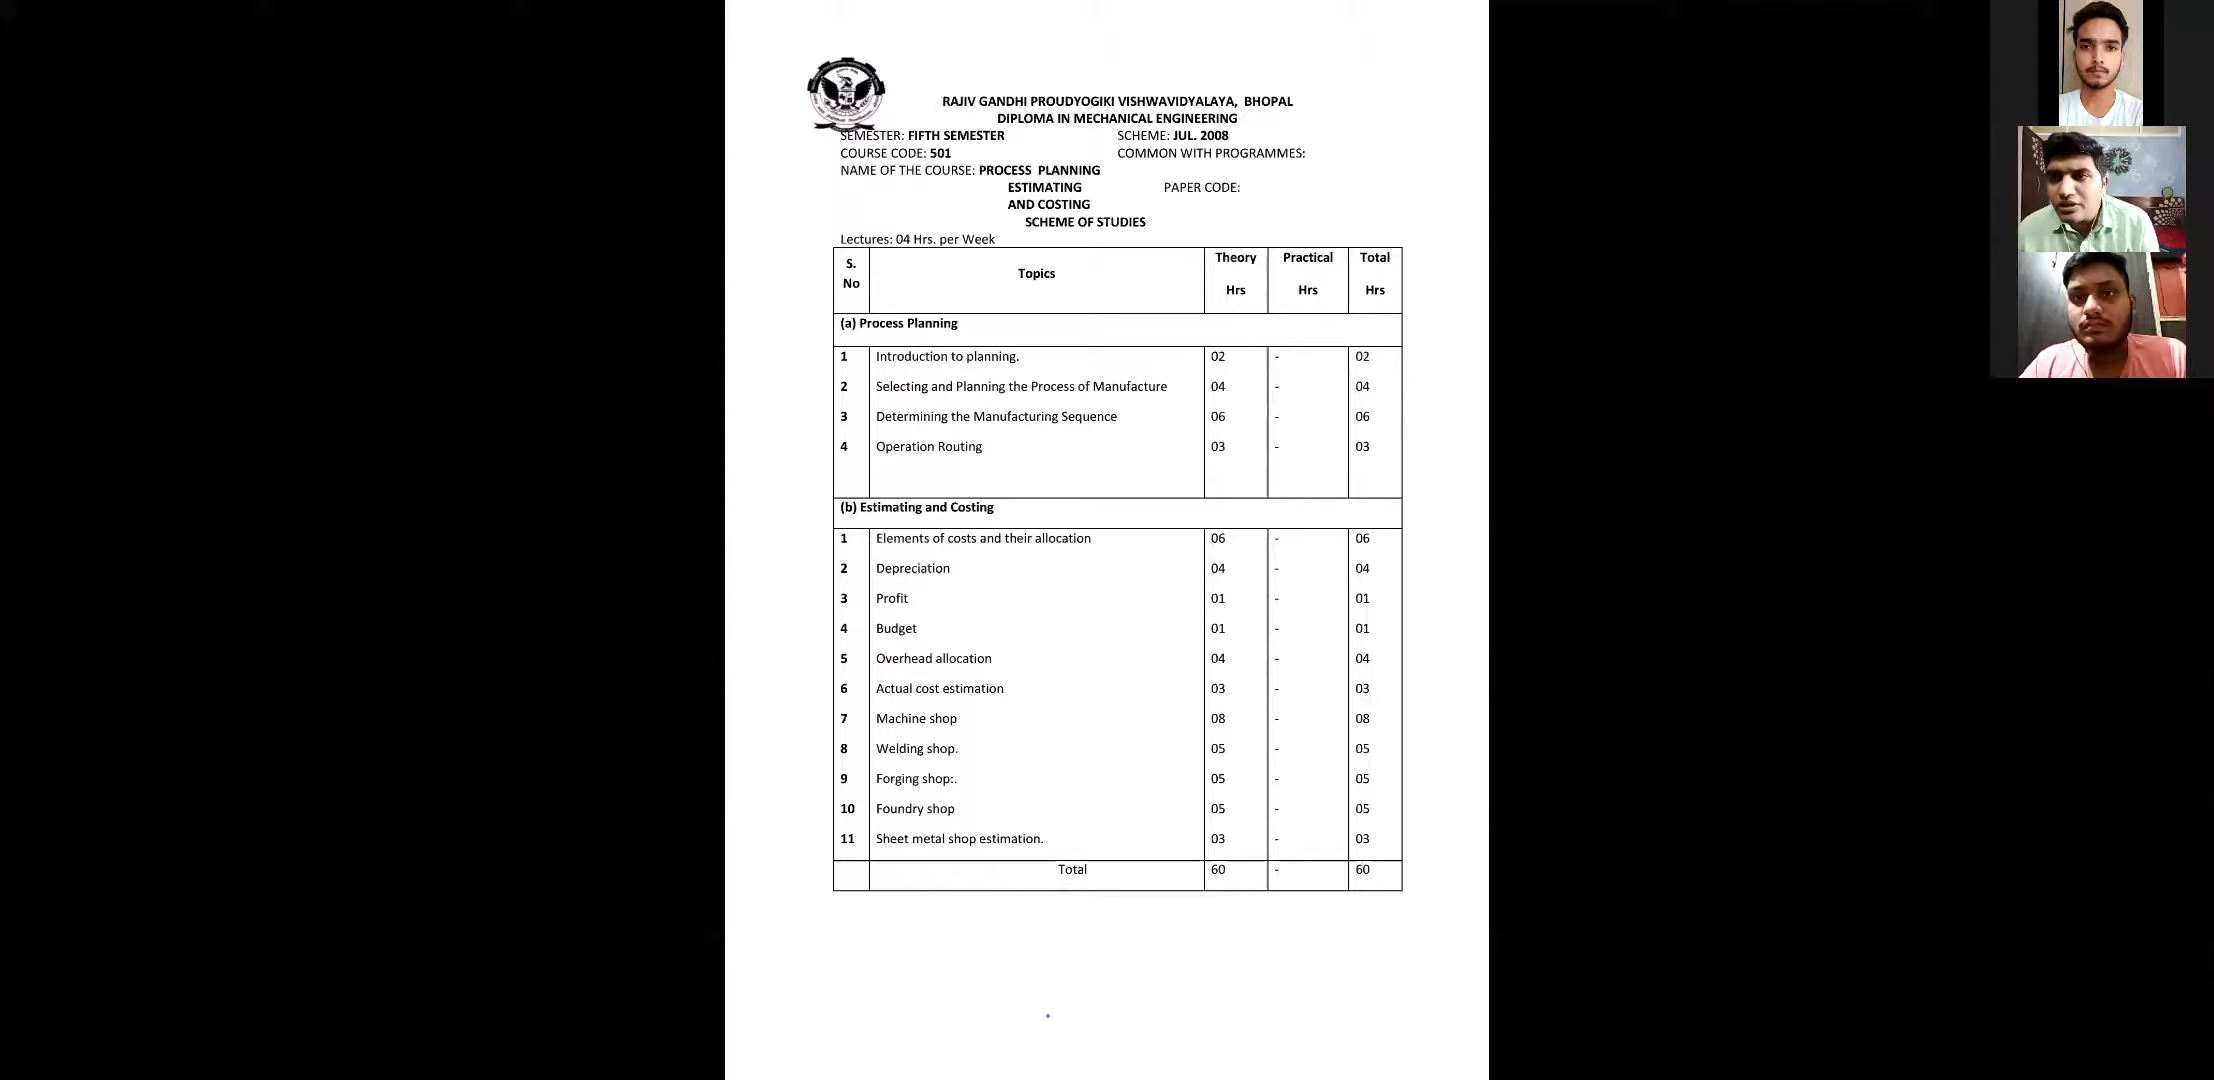 RAJIV GANDHI PROUDYOGIKI VISHWAVIDYALAYA, BHOPAL
DIPLOMA IN MECHANICAL ENGINEERING
SEMESTER: FIFTH SEMESTER SCHEME: JUL. 2008
COURSE CODE: 501 COMMON WITH PROGRAMMES:
NAME OF THE COURSE: PROCESS PLANNING
ESTIMATING PAPER CODE:
AND COSTING
SCHEME OF STUDIES
Lectures: 04 Hrs. per Week
S. No Topics Theory Hrs Practical Hrs Total Hrs
(a) Process Planning
1 Introduction to planning. 02 - 02
2 Selecting and Planning the Process of Manufacture 04 - 04
3 Determining the Manufacturing Sequence 06 - 06
4 Operation Routing 03 - 03
(b) Estimating and Costing
1 Elements of costs and their allocation 06 - 06
2 Depreciation 04 - 04
3 Profit 01 - 01
4 Budget 01 - 01
5 Overhead allocation 04 - 04
6 Actual cost estimation 03 - 03
7 Machine shop 08 - 08
8 Welding shop. 05 - 05
9 Forging shop:. 05 - 05
10 Foundry shop 05 - 05
11 Sheet metal shop estimation. 03 - 03
Total 60 - 60